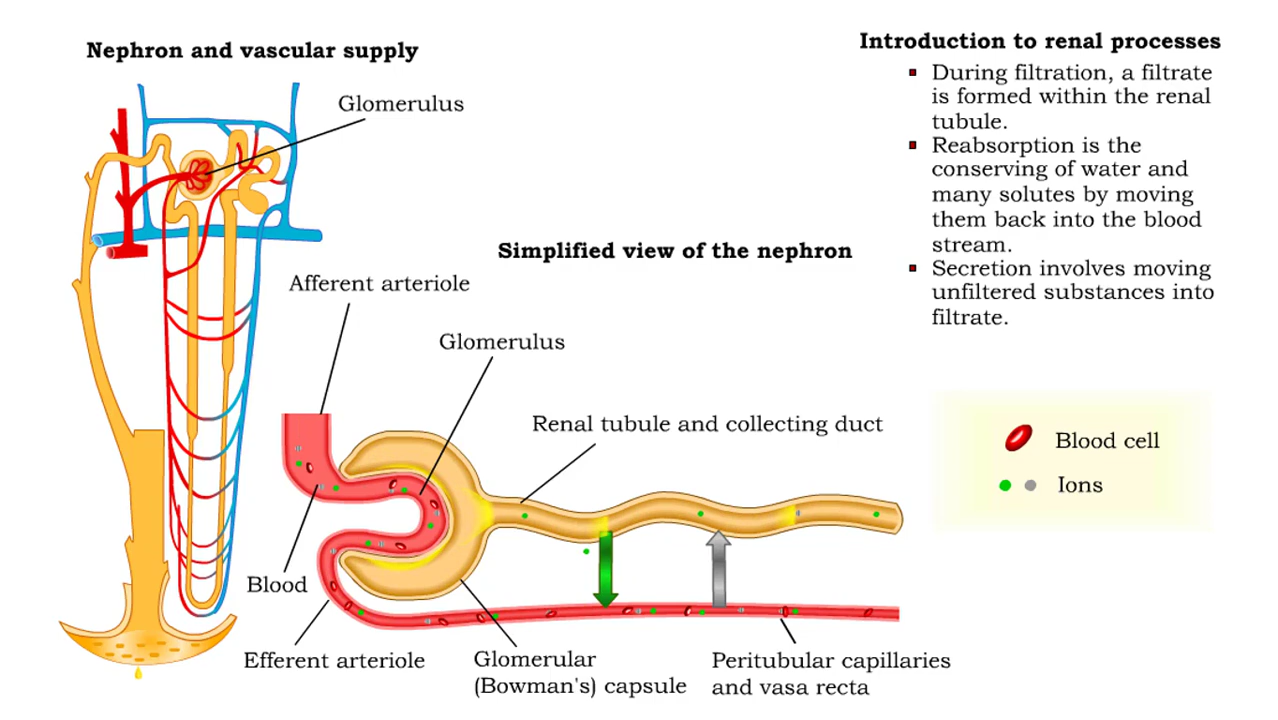 Nephron and vascular supply
Glomerulus
Introduction to renal processes
▪ During filtration, a filtrate
is formed within the renal
tubule.
▪ Reabsorption is the
conserving of water and
many solutes by moving
them back into the blood
stream.
▪ Secretion involves moving
unfiltered substances into
filtrate.
Simplified view of the nephron
Afferent arteriole
Glomerulus
Renal tubule and collecting duct
Blood cell
Ions
Blood
Efferent arteriole
Glomerular
(Bowman's) capsule
Peritubular capillaries
and vasa recta